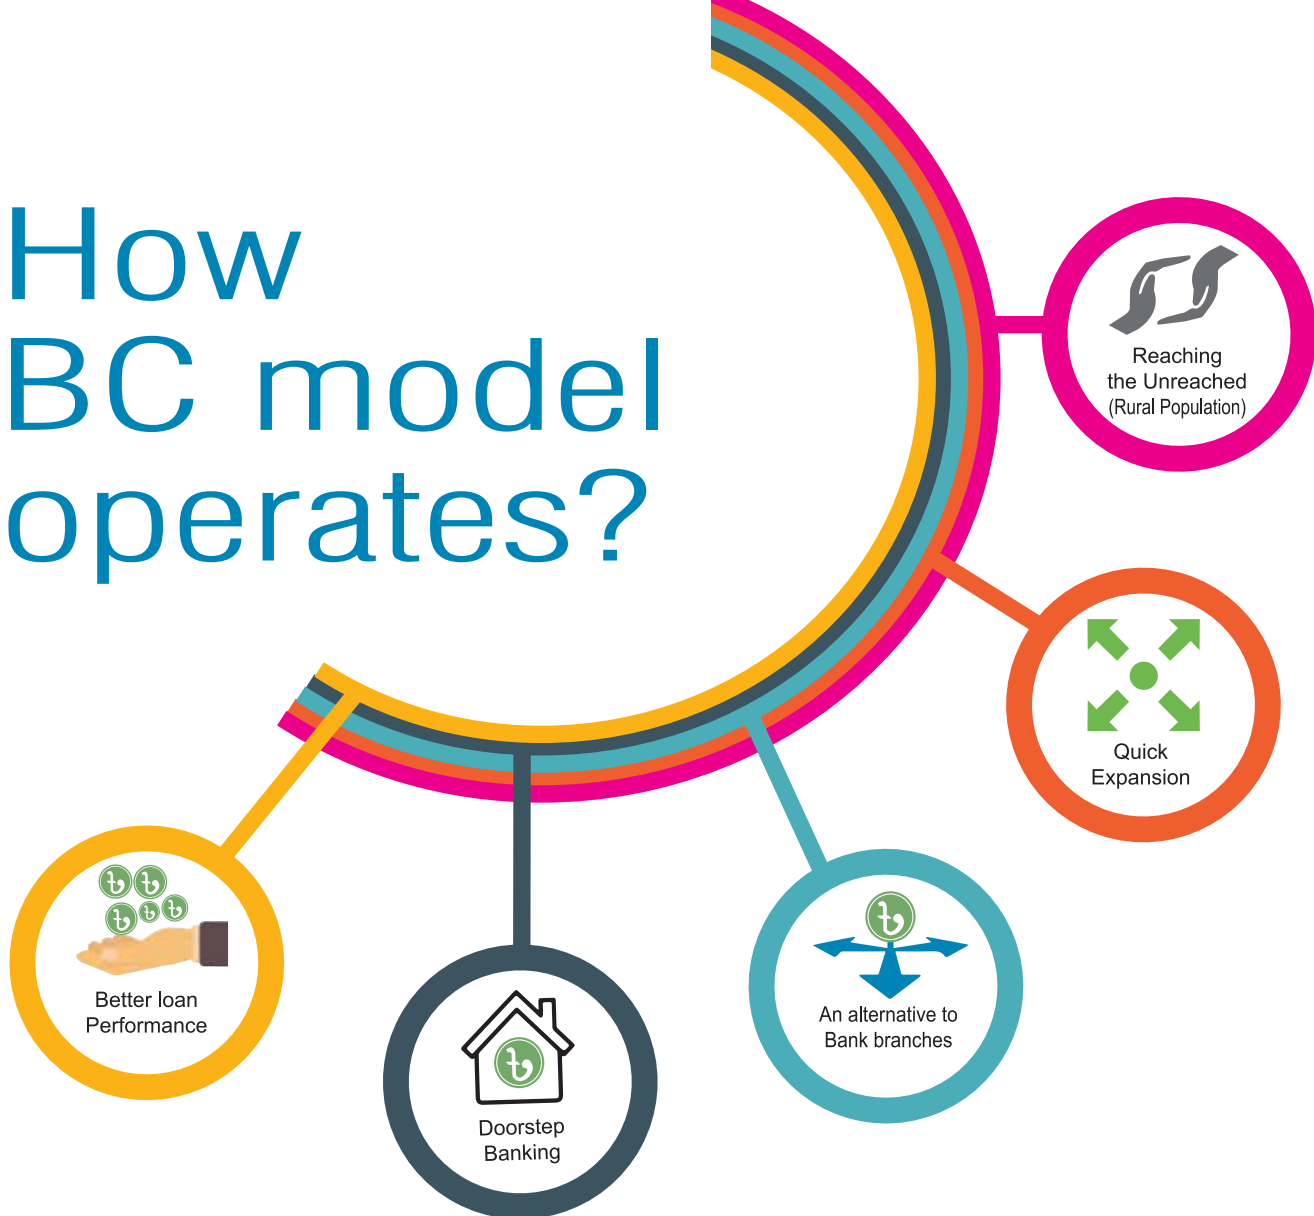 How
BC model
operates?
Reaching
the Unreached
(Rural Population)
Quick
Expansion
An alternative to
Bank branches
৳
Doorstep
Banking
৳
Better loan
Performance
৳
৳
৳
৳
৳